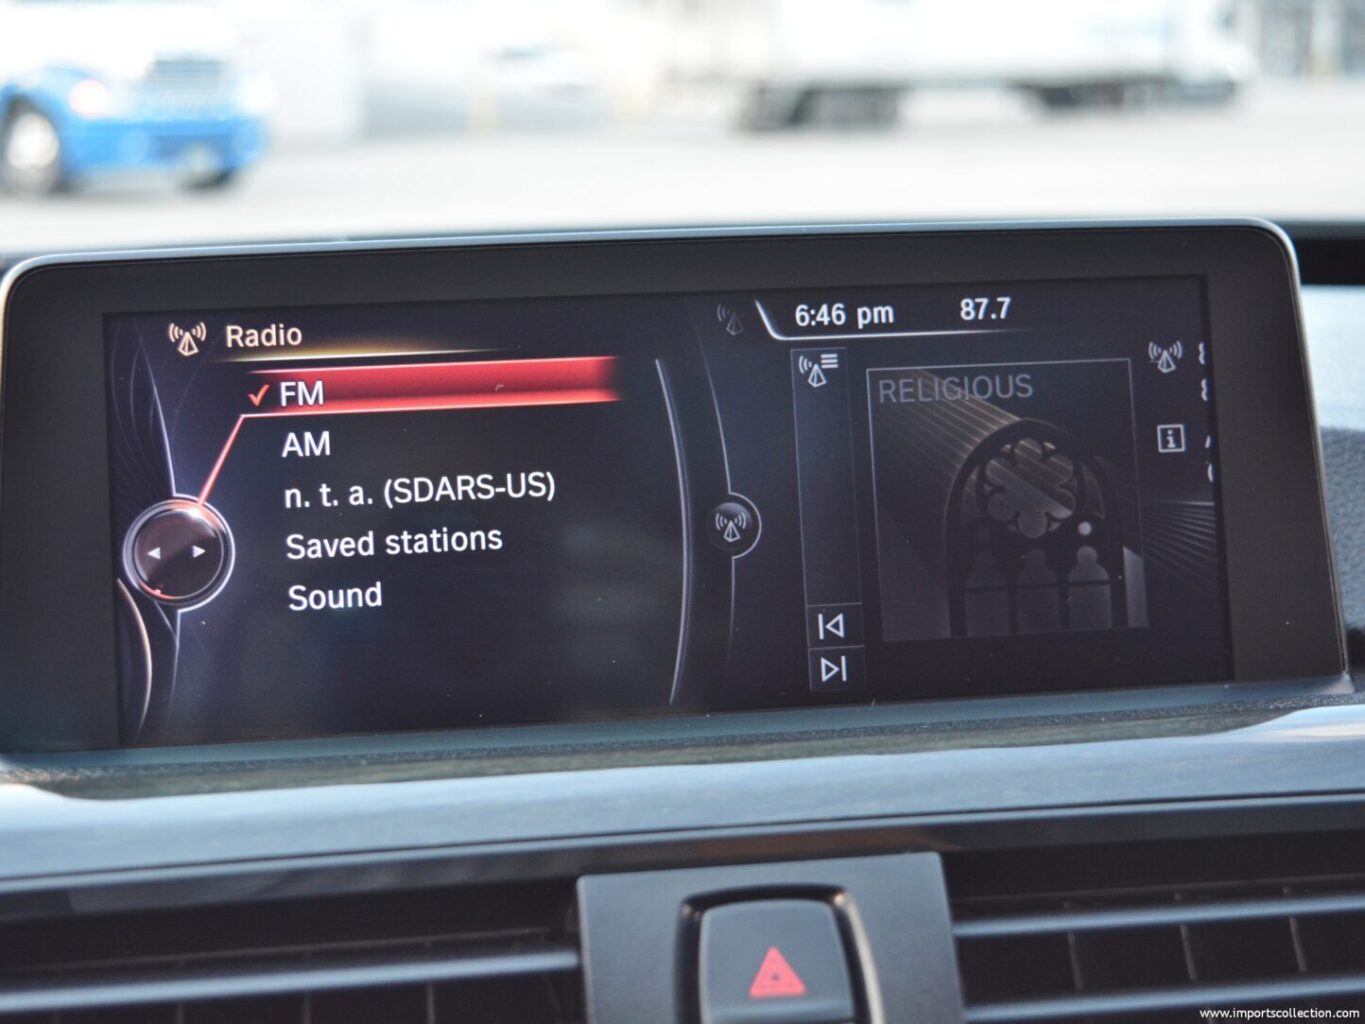 Radio
6:46 pm 87.7
FM
AM
n. t. a. (SDARS-US)
Saved stations
Sound
RELIGIOUS
www.importscollection.com